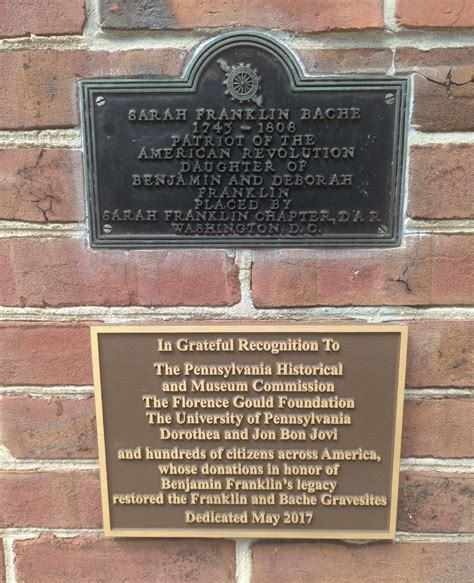 SARAH FRANKLIN BACHE
1743 - 1808
PATRIOT OF THE
AMERICAN REVOLUTION
DAUGHTER OF
BENJAMIN AND DEBORAH
FRANKLIN
PLACED BY
SARAH FRANKLIN CHAPTER, D A R
WASHINGTON, D.C.
In Grateful Recognition To
The Pennsylvania Historical
and Museum Commission
The Florence Gould Foundation
The University of Pennsylvania
Dorothea and Jon Bon Jovi
and hundreds of citizens across America,
whose donations in honor of
Benjamin Franklin's legacy
restored the Franklin and Bache Gravesites
Dedicated May 2017